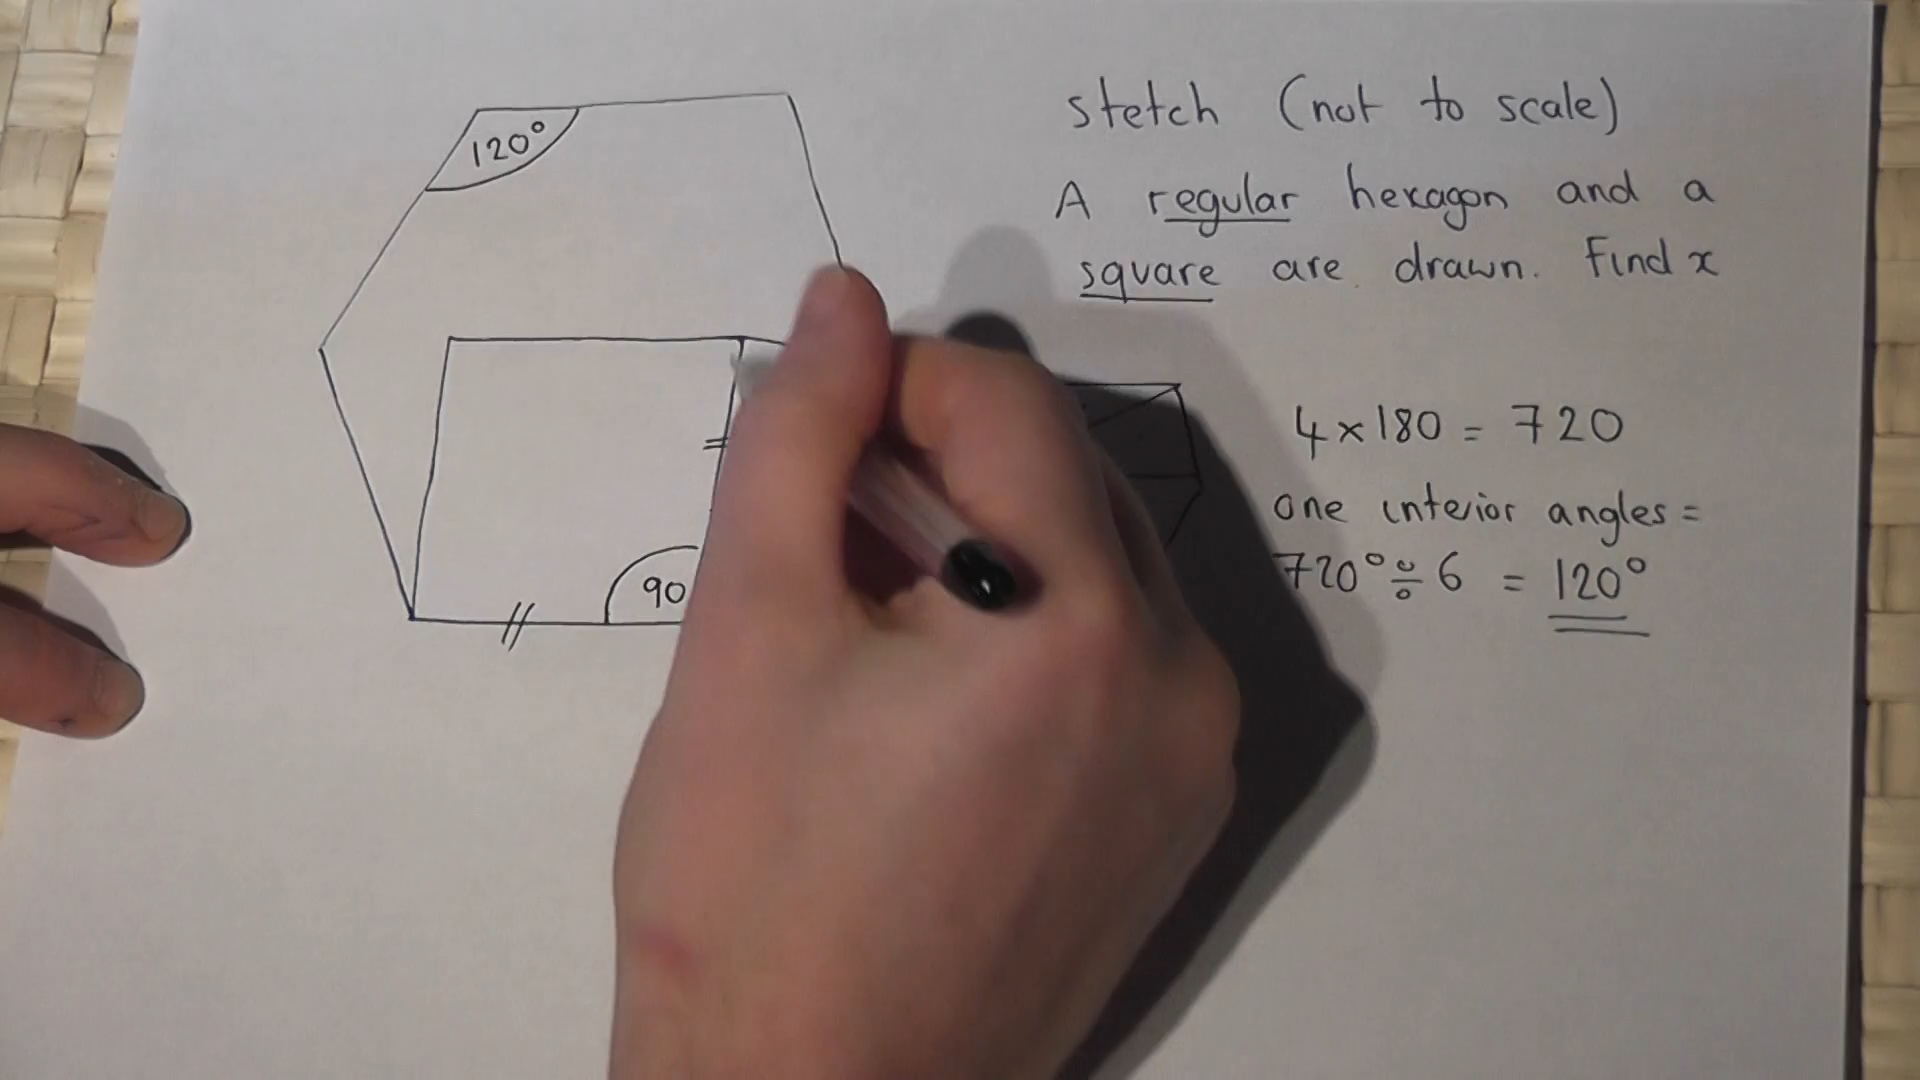 stetch (not to scale)
A regular hexagon and a
square are drawn. Find x
120°
4 × 180 = 720
one interior angles =
720° ÷ 6 = 120°
90